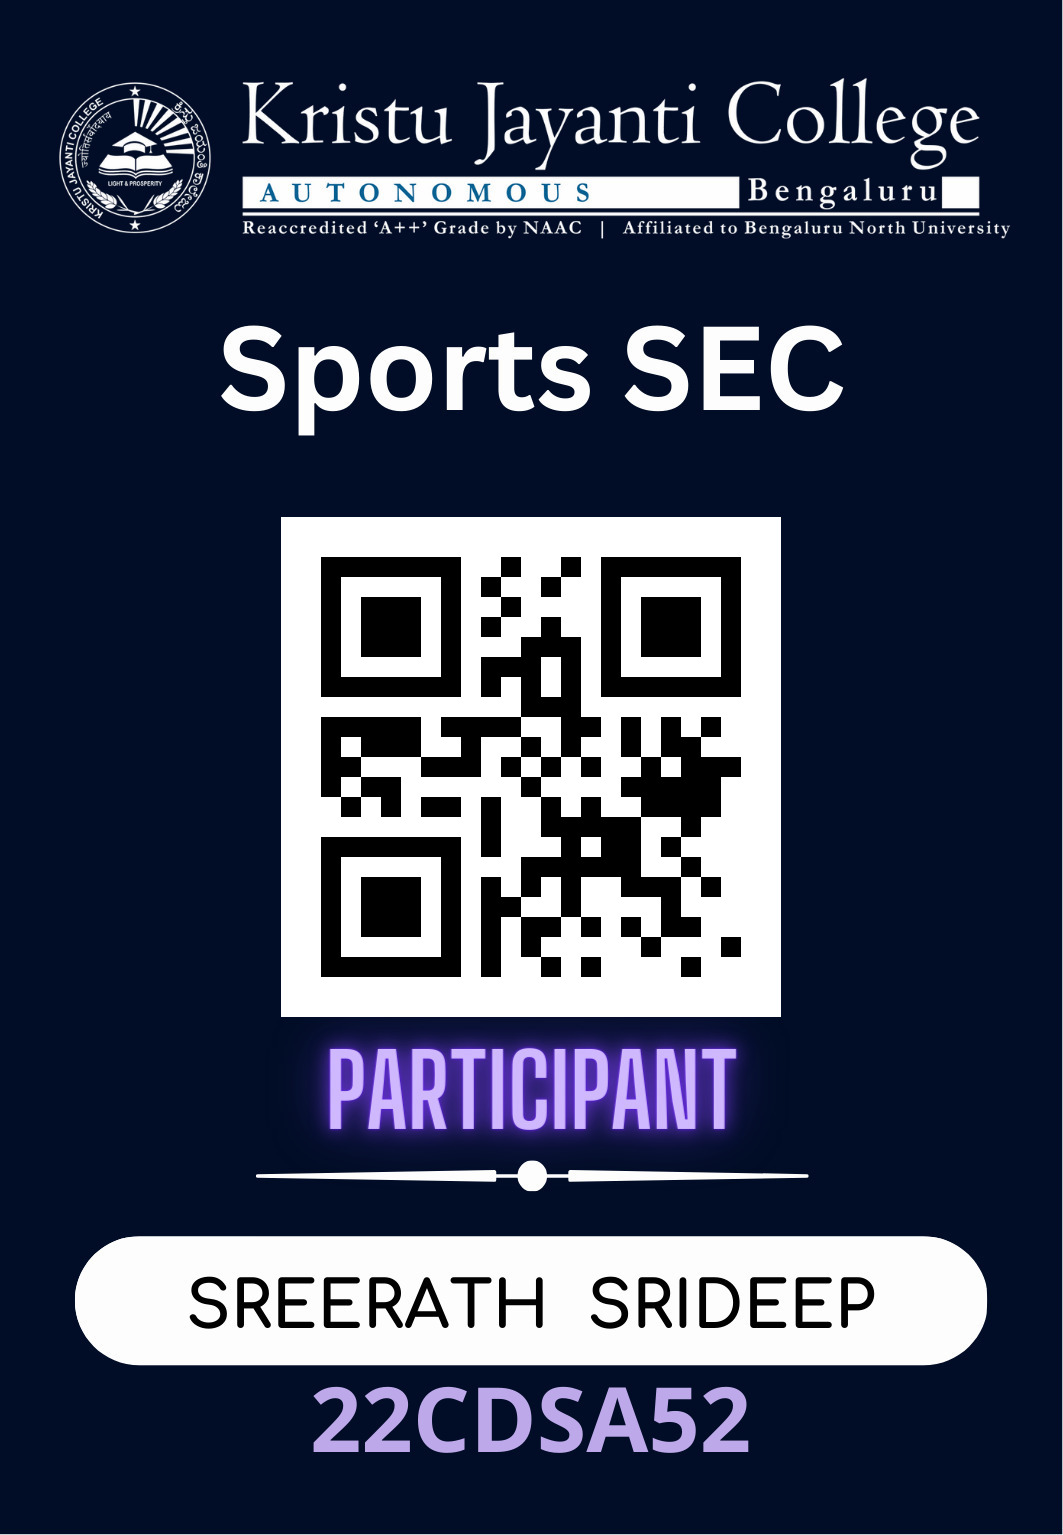 Kristu Jayanti College
AUTONOMOUS Bengaluru
Reaccredited ‘A++’ Grade by NAAC | Affiliated to Bengaluru North University
KRISTU JAYANTI COLLEGE
LIGHT & PROSPERITY
Sports SEC
PARTICIPANT
SREERATH SRIDEEP
22CDSA52